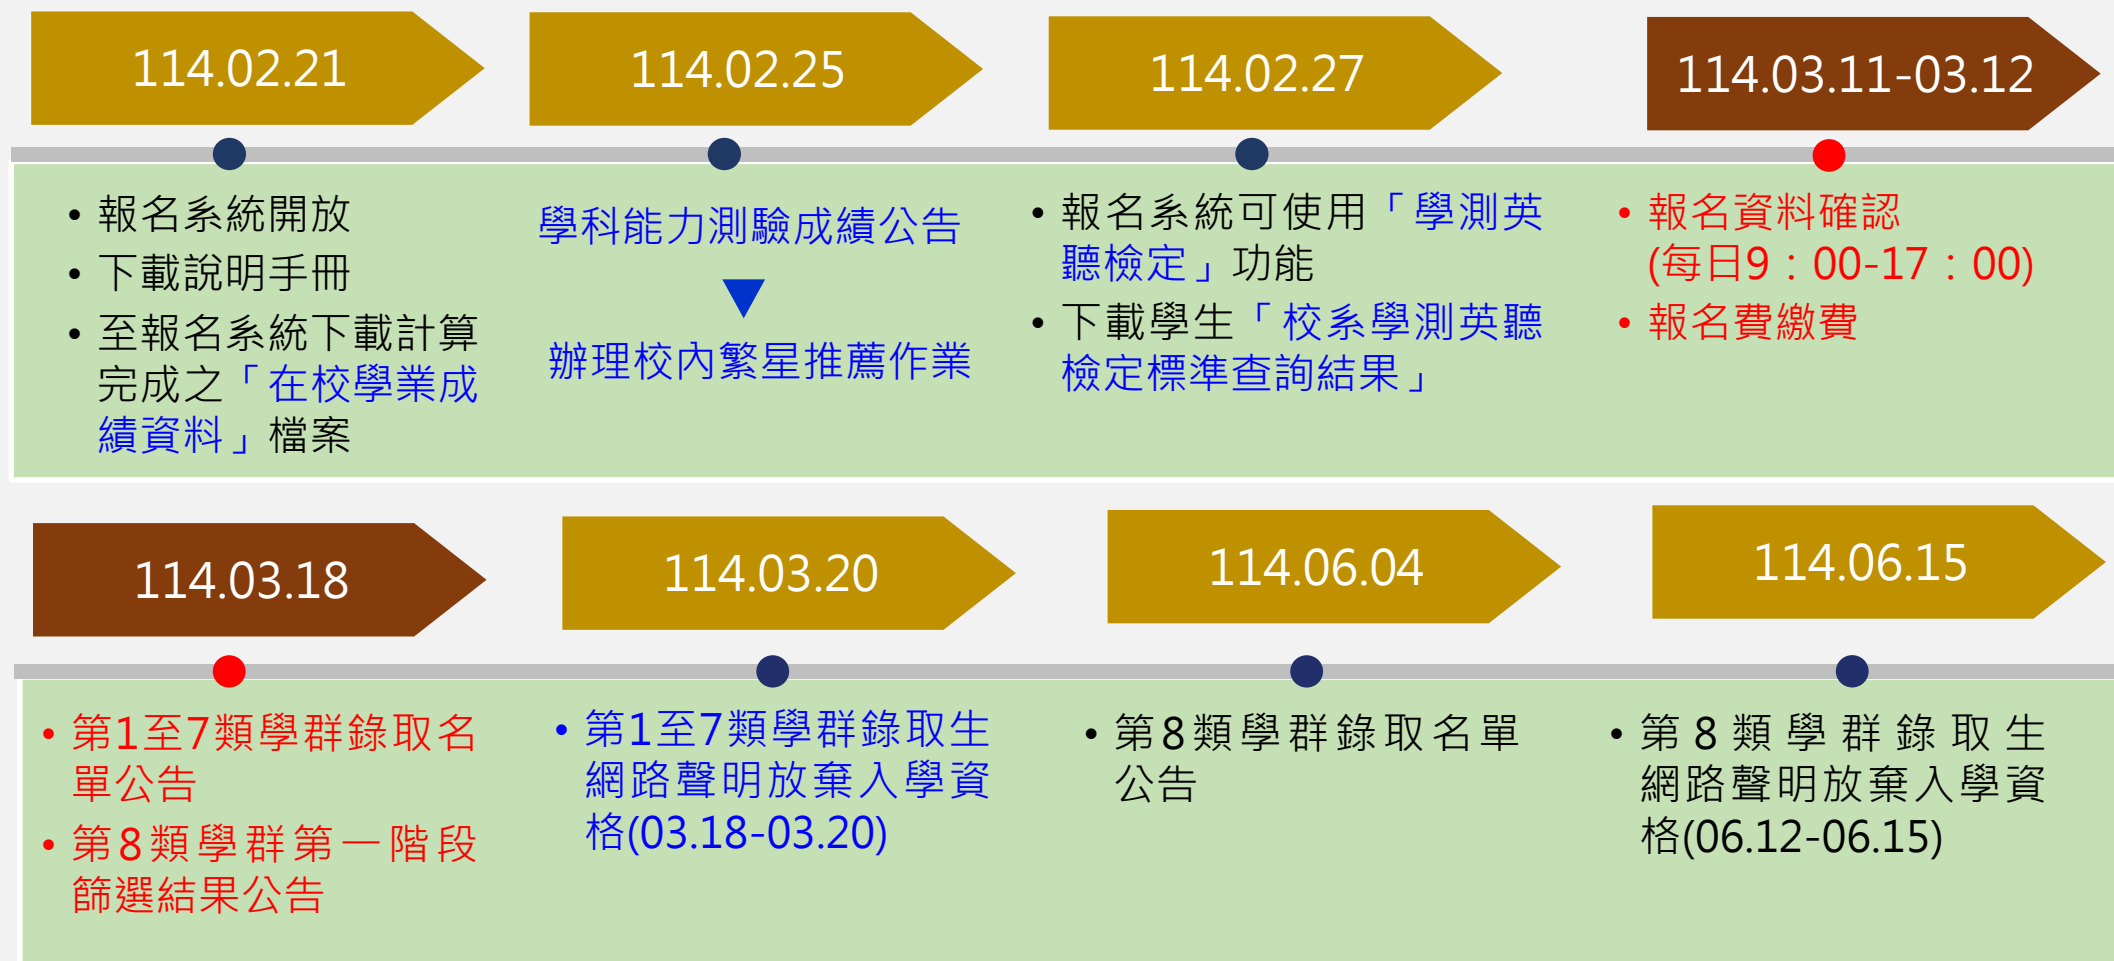 114.02.21
• 報名系統開放
• 下載說明手冊
• 至報名系統下載計算
完成之「在校學業成
績資料」檔案
114.02.25
學科能力測驗成績公告
辦理校內繁星推薦作業
114.02.27
• 報名系統可使用「學測英
聽檢定」功能
• 下載學生「校系學測英聽
檢定標準查詢結果」
114.03.11-03.12
• 報名資料確認
(每日9：00-17：00)
• 報名費繳費
114.03.18
• 第1至7類學群錄取名
單公告
• 第8類學群第一階段
篩選結果公告
114.03.20
• 第1至7類學群錄取生
網路聲明放棄入學資
格(03.18-03.20)
114.06.04
• 第8類學群錄取名單
公告
114.06.15
• 第8類學群錄取生
網路聲明放棄入學資
格(06.12-06.15)